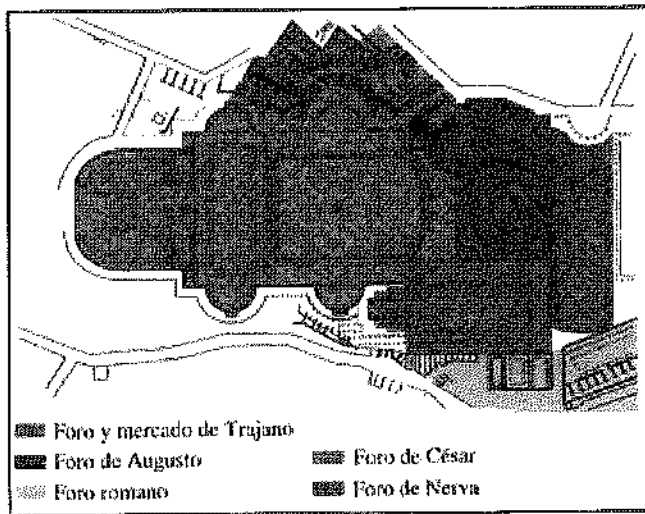 Foro y mercado de Trajano
Foro de Augusto
Foro romano
Foro de César
Foro de Nerva